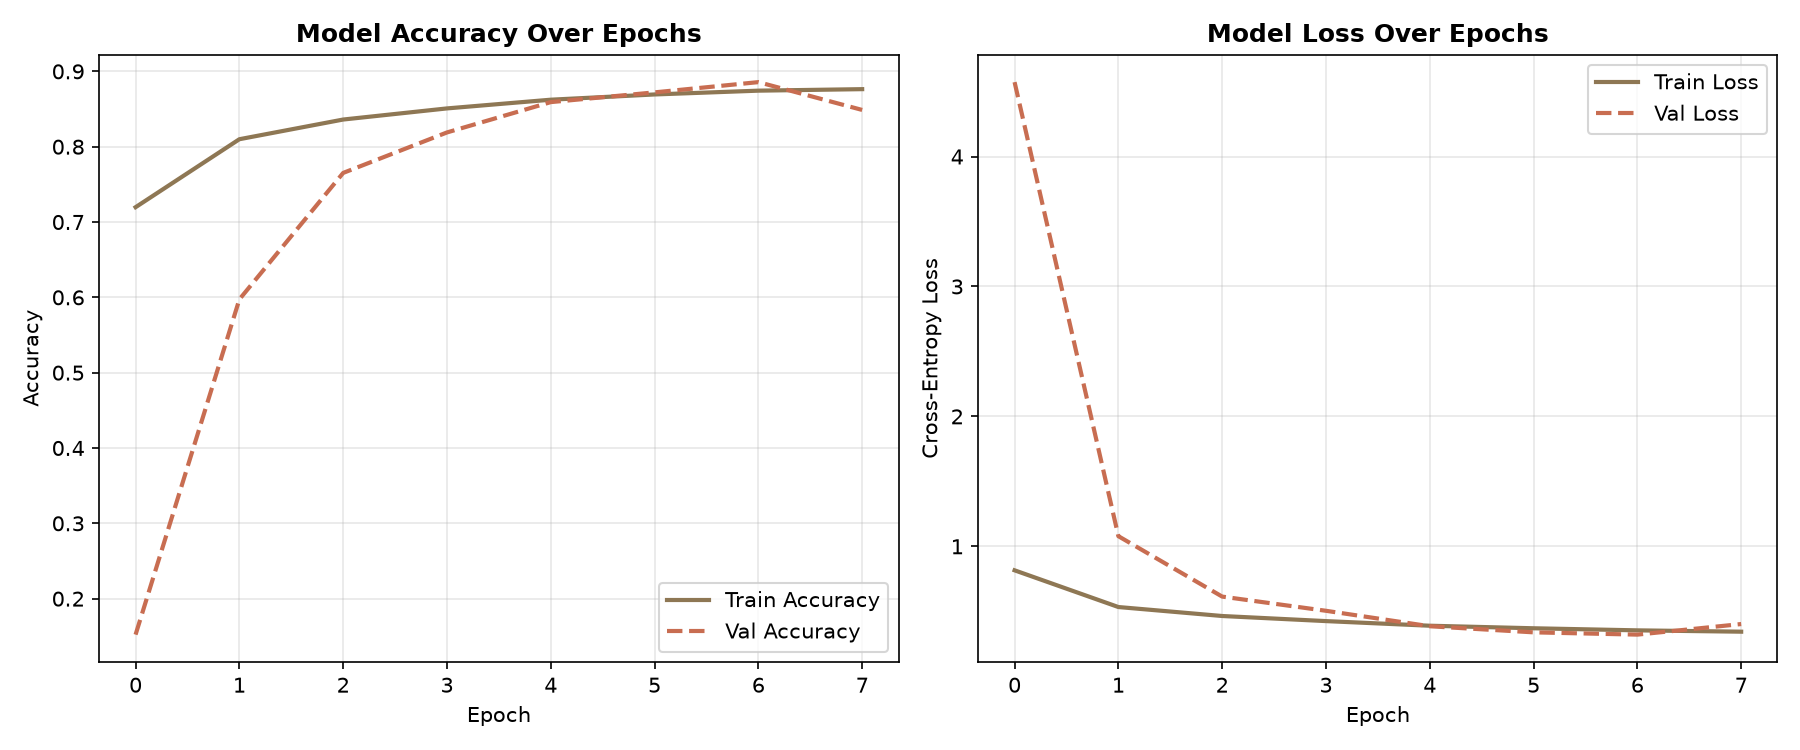 Model Accuracy Over Epochs
Accuracy
0.9
0.8
0.7
0.6
0.5
0.4
0.3
0.2
Train Accuracy
Val Accuracy
0 1 2 3 4 5 6 7
Epoch
Model Loss Over Epochs
Cross-Entropy Loss
4
3
2
1
Train Loss
Val Loss
0 1 2 3 4 5 6 7
Epoch